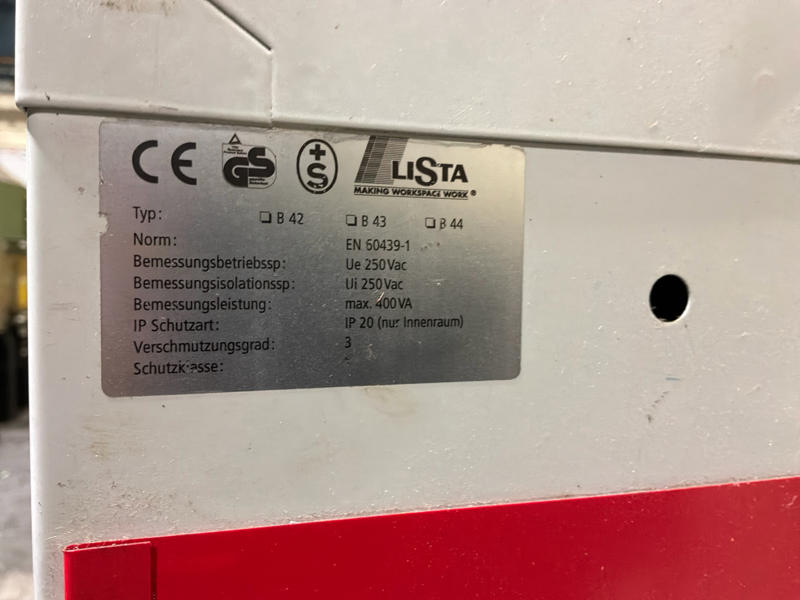 CE GS +S LISTA
MAKING WORKSPACE WORK ®
Typ: ❏ B 42 ❏ B 43 ❏ B 44
Norm: EN 60439-1
Bemessungsbetriebssp: Ue 250 Vac
Bemessungsisolationssp: Ui 250 Vac
Bemessungsleistung: max. 400 VA
IP Schutzart: IP 20 (nur Innenraum)
Verschmutzungsgrad: 3